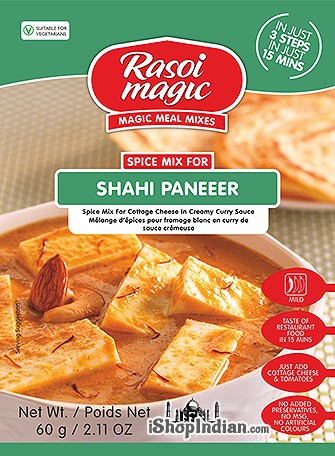 SUITABLE FOR
VEGETARIANS
IN JUST
3 STEPS
IN JUST
15 MINS
Rasoi
magic
MAGIC MEAL MIXES
SPICE MIX FOR
SHAHI PANEEER
Spice Mix For Cottage Cheese In Creamy Curry Sauce
Mélange d'épices pour fromage blanc en curry de
sauce crémeuse
MILD
TASTE OF
RESTAURANT
FOOD
IN 15 MINS
JUST ADD
COTTAGE CHEESE
& TOMATOES
NO ADDED
PRESERVATIVES,
NO MSG,
NO ARTIFICIAL
COLOURS
Serving Suggestion
Net Wt. / Poids Net
60 g / 2.11 OZ
iShopIndian.com